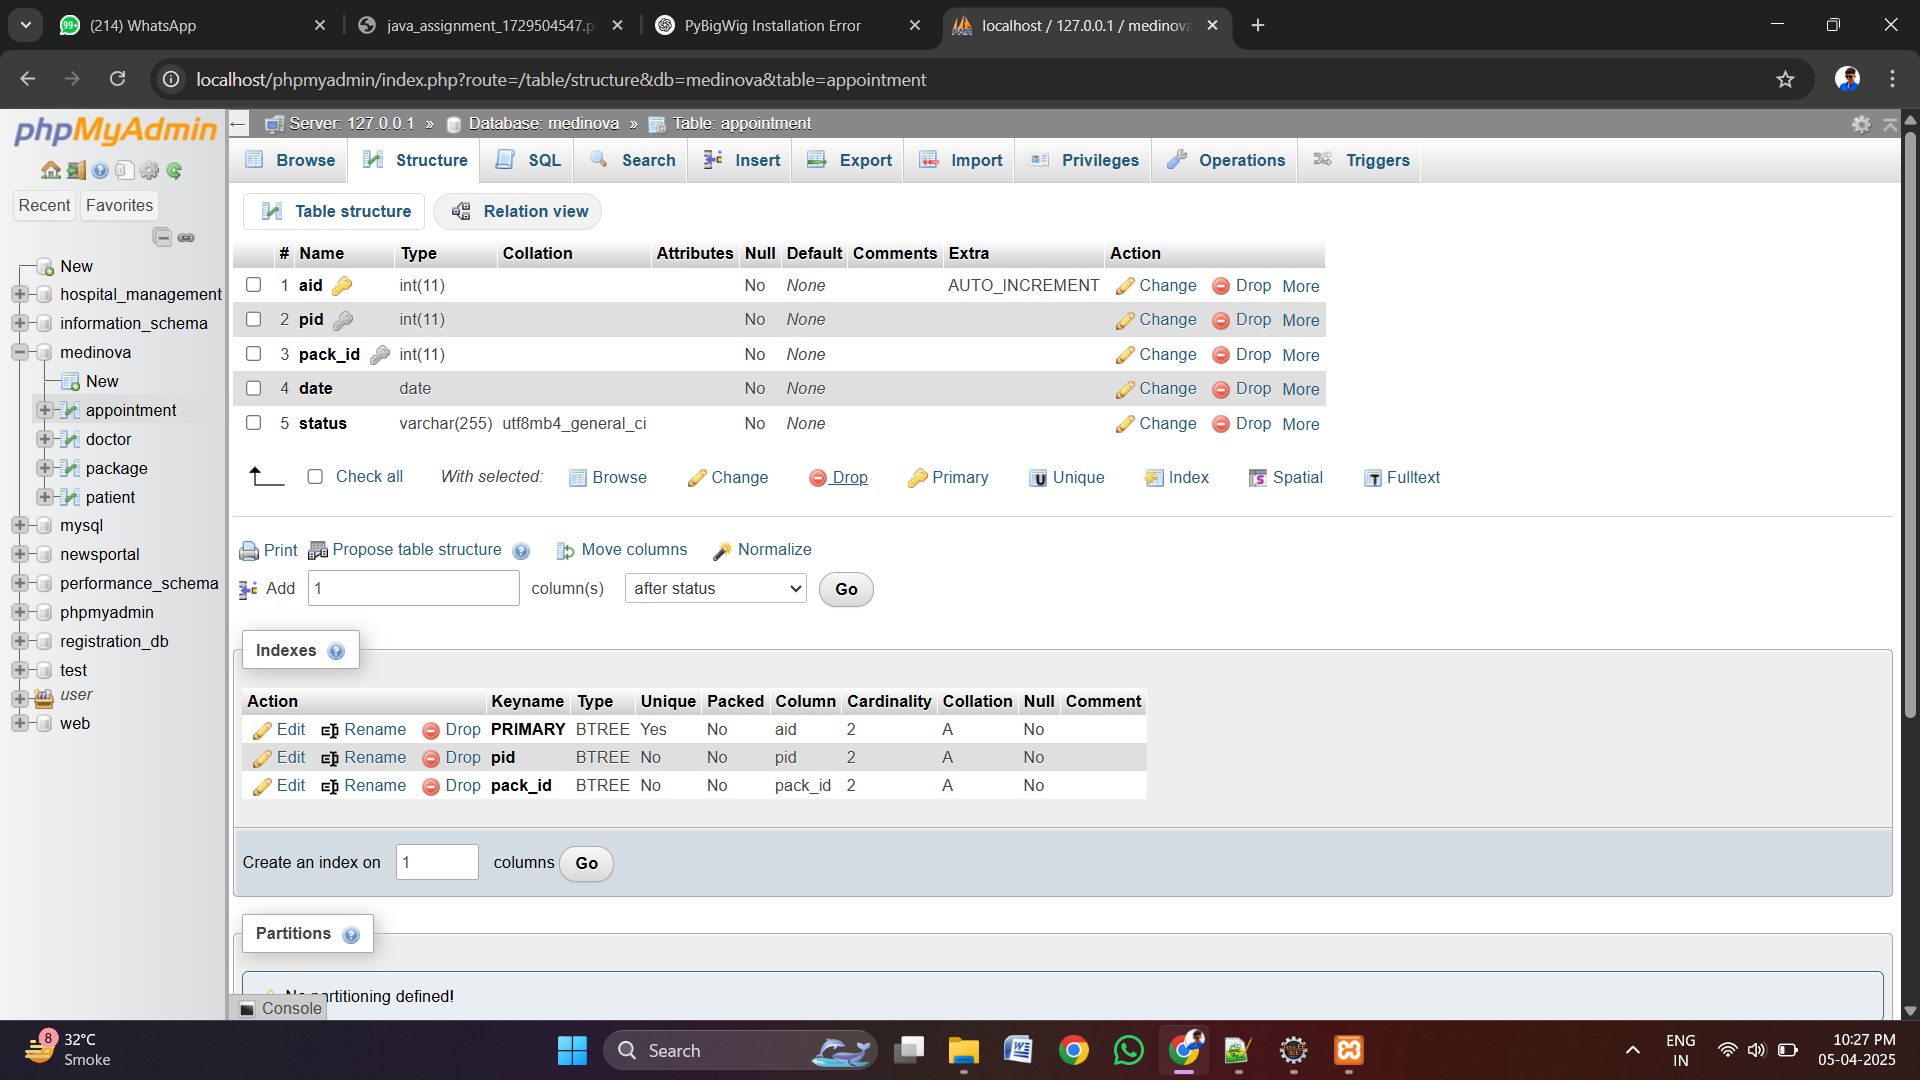 (214) WhatsApp
java_assignment_1729504547.p
PyBigWig Installation Error
localhost / 127.0.0.1 / medinova
localhost/phpmyadmin/index.php?route=/table/structure&db=medinova&table=appointment
phpMyAdmin
Recent Favorites
New
hospital_management
information_schema
medinova
New
appointment
doctor
package
patient
mysql
newsportal
performance_schema
phpmyadmin
registration_db
test
user
web
Server: 127.0.0.1 » Database: medinova » Table: appointment
Browse Structure SQL Search Insert Export Import Privileges Operations Triggers
Table structure Relation view
# Name Type Collation Attributes Null Default Comments Extra Action
1 aid int(11) No None AUTO_INCREMENT Change Drop More
2 pid int(11) No None Change Drop More
3 pack_id int(11) No None Change Drop More
4 date date No None Change Drop More
5 status varchar(255) utf8mb4_general_ci No None Change Drop More
Check all With selected: Browse Change Drop Primary Unique Index Spatial Fulltext
Print Propose table structure Move columns Normalize
Add 1 column(s) after status Go
Indexes
Action Keyname Type Unique Packed Column Cardinality Collation Null Comment
Edit Rename Drop PRIMARY BTREE Yes No aid 2 A No
Edit Rename Drop pid BTREE No No pid 2 A No
Edit Rename Drop pack_id BTREE No No pack_id 2 A No
Create an index on 1 columns Go
Partitions
No partitioning defined!
Console
8
32°C
Smoke
Search
ENG
IN
10:27 PM
05-04-2025